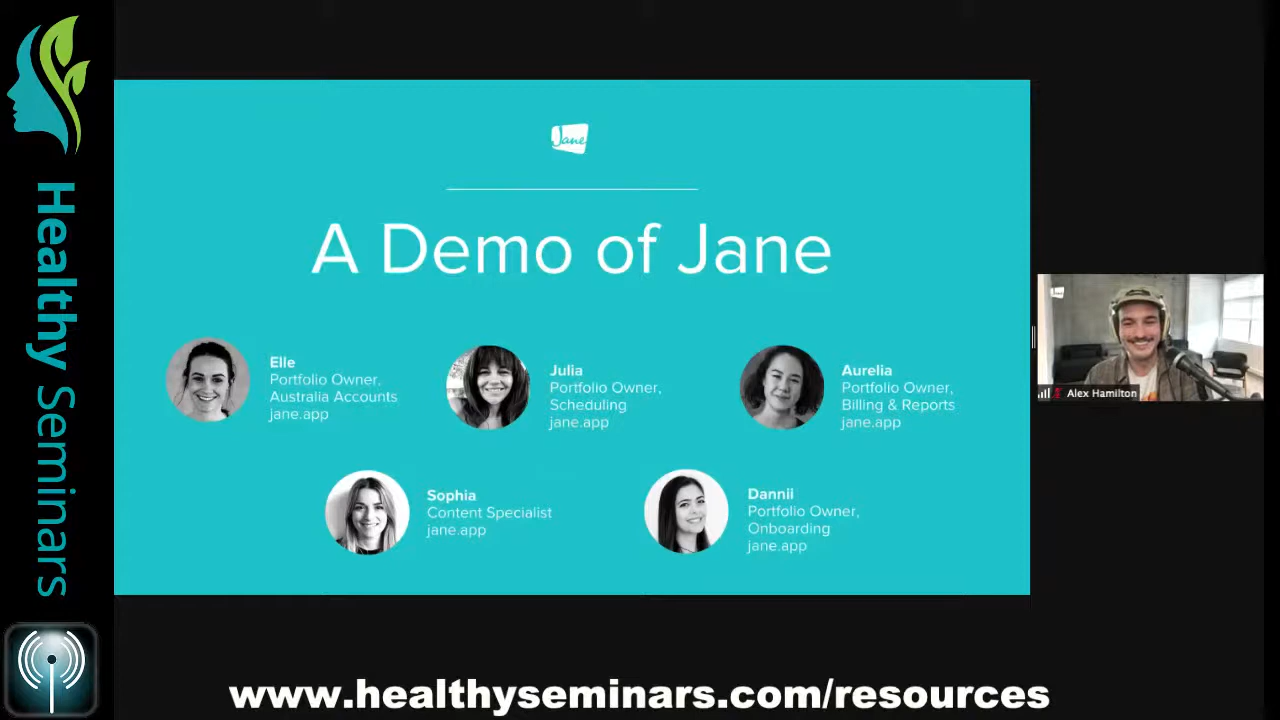 Healthy Seminars
Jane
A Demo of Jane
Elle
Portfolio Owner,
Australia Accounts
jane.app
Julia
Portfolio Owner,
Scheduling
jane.app
Aurelia
Portfolio Owner,
Billing & Reports
jane.app
Sophia
Content Specialist
jane.app
Dannii
Portfolio Owner,
Onboarding
jane.app
Jane
Alex Hamilton
www.healthyseminars.com/resources